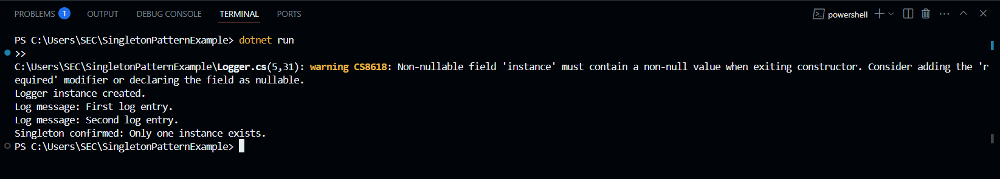 PROBLEMS 1 OUTPUT DEBUG CONSOLE TERMINAL PORTS powershell
PS C:\Users\SEC\SingletonPatternExample> dotnet run
>>
C:\Users\SEC\SingletonPatternExample\Logger.cs(5,31): warning CS8618: Non-nullable field 'instance' must contain a non-null value when exiting constructor. Consider adding the 'r
equired' modifier or declaring the field as nullable.
Logger instance created.
Log message: First log entry.
Log message: Second log entry.
Singleton confirmed: Only one instance exists.
PS C:\Users\SEC\SingletonPatternExample>